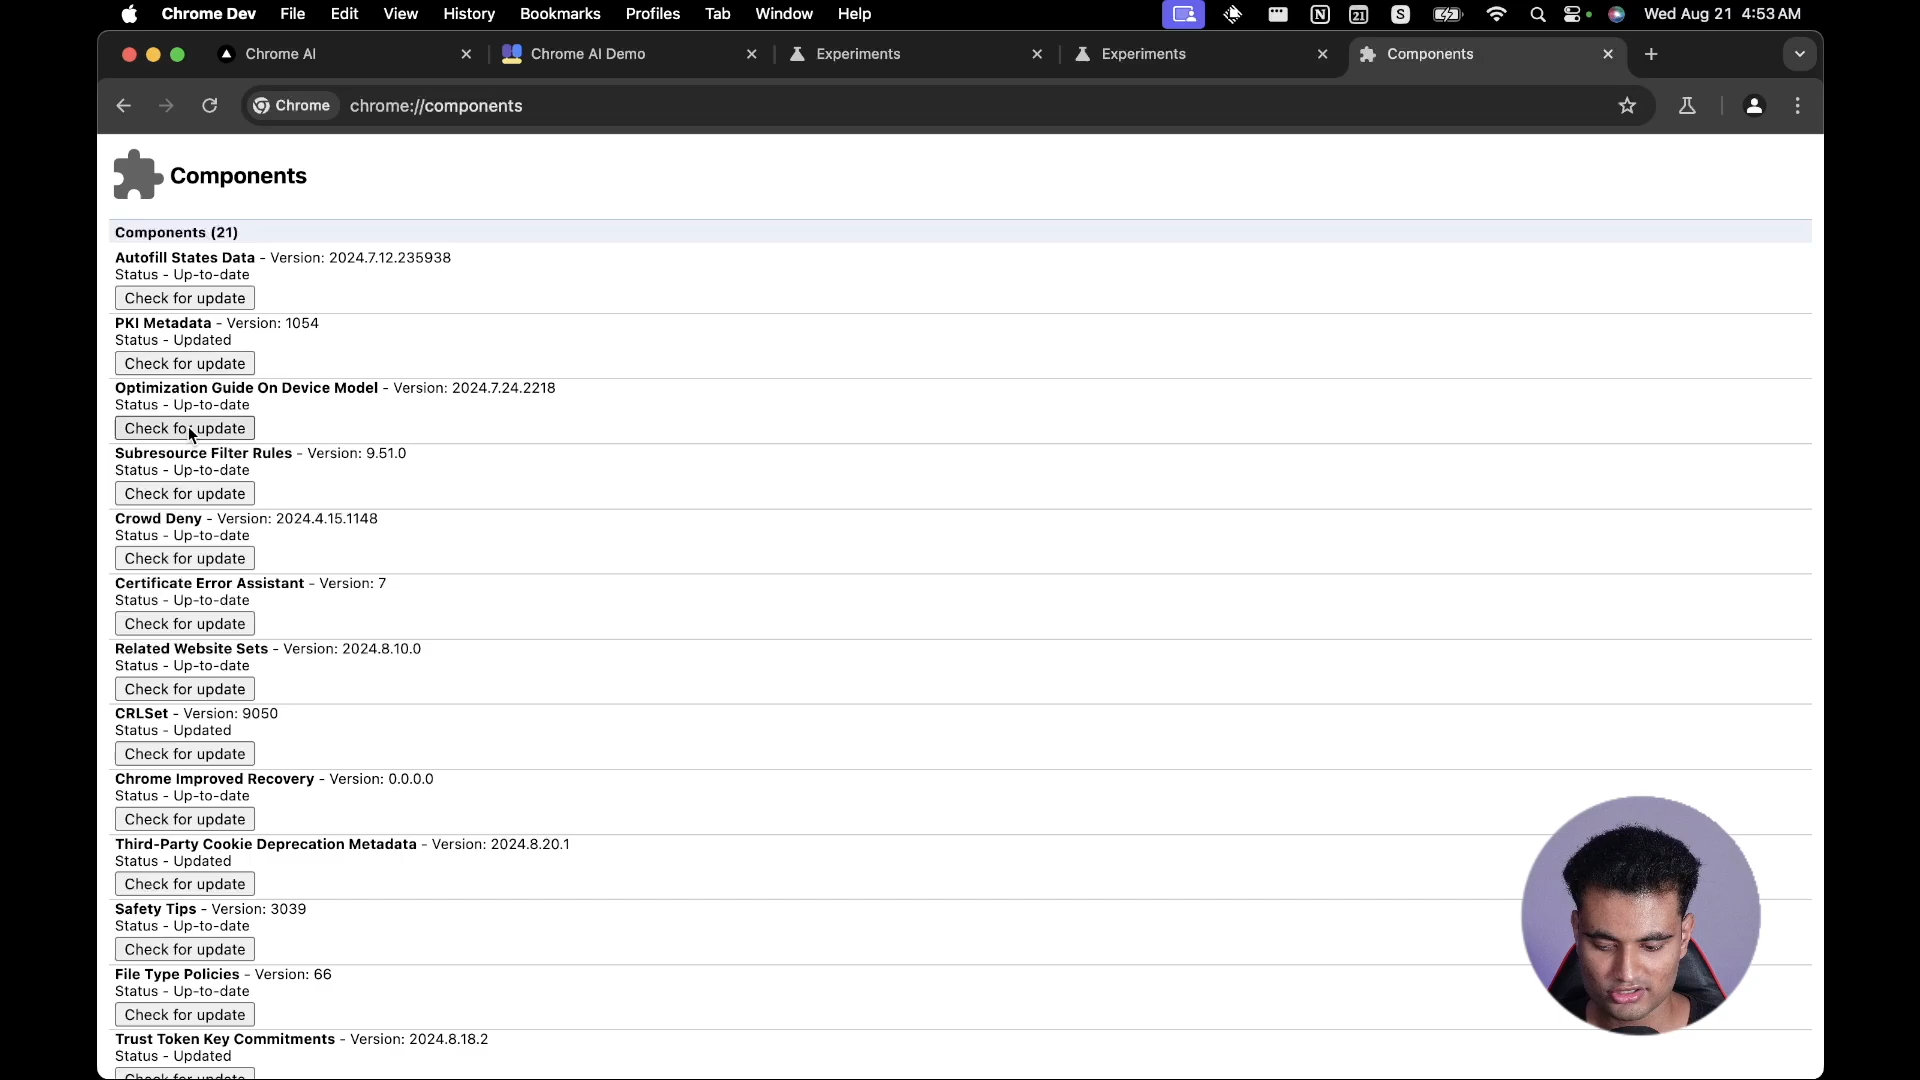 Chrome Dev File Edit View History Bookmarks Profiles Tab Window Help 21 S Wed Aug 21 4:53 AM
Chrome AI Chrome AI Demo Experiments Experiments Components
Chrome chrome://components
Components
Components (21)
Autofill States Data - Version: 2024.7.12.235938
Status - Up-to-date
Check for update
PKI Metadata - Version: 1054
Status - Updated
Check for update
Optimization Guide On Device Model - Version: 2024.7.24.2218
Status - Up-to-date
Check for update
Subresource Filter Rules - Version: 9.51.0
Status - Up-to-date
Check for update
Crowd Deny - Version: 2024.4.15.1148
Status - Up-to-date
Check for update
Certificate Error Assistant - Version: 7
Status - Up-to-date
Check for update
Related Website Sets - Version: 2024.8.10.0
Status - Up-to-date
Check for update
CRLSet - Version: 9050
Status - Updated
Check for update
Chrome Improved Recovery - Version: 0.0.0.0
Status - Up-to-date
Check for update
Third-Party Cookie Deprecation Metadata - Version: 2024.8.20.1
Status - Updated
Check for update
Safety Tips - Version: 3039
Status - Up-to-date
Check for update
File Type Policies - Version: 66
Status - Up-to-date
Check for update
Trust Token Key Commitments - Version: 2024.8.18.2
Status - Updated
Check for update